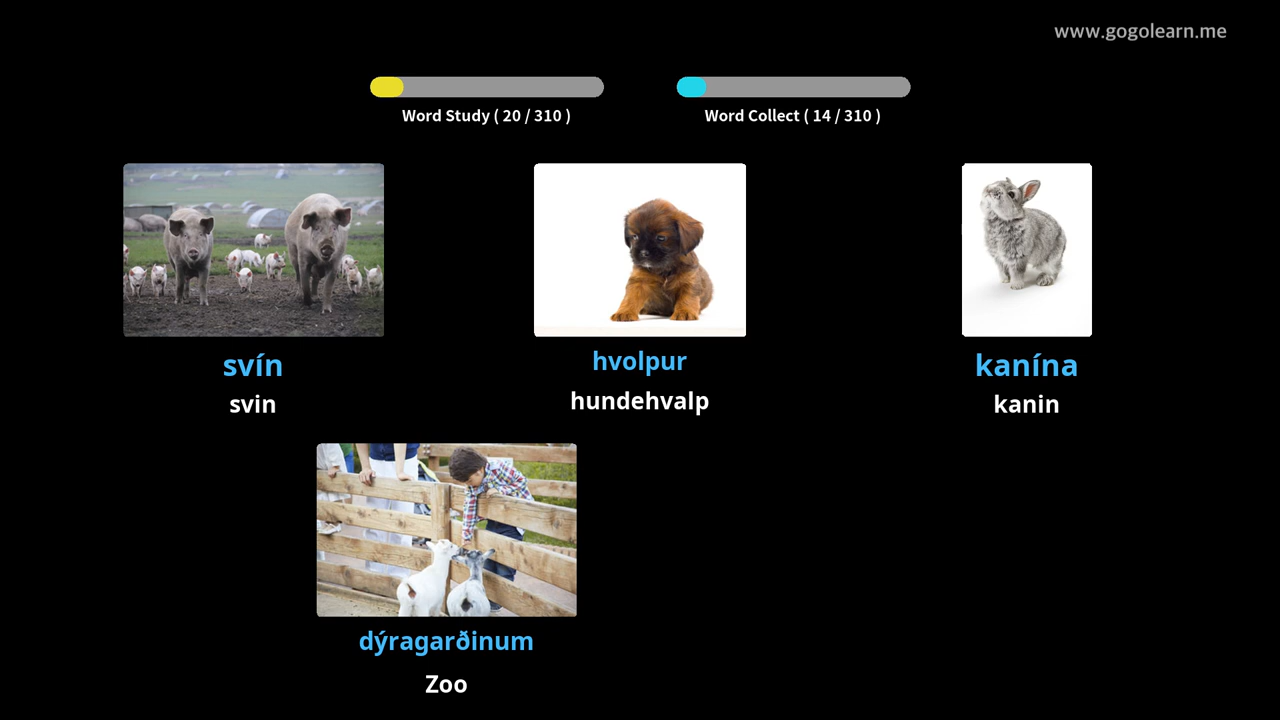 www.gogolearn.me
Word Study ( 20 / 310 )
Word Collect ( 14 / 310 )
svín
svin
hvolpur
hundehvalp
kanína
kanin
dýragarðinum
Zoo